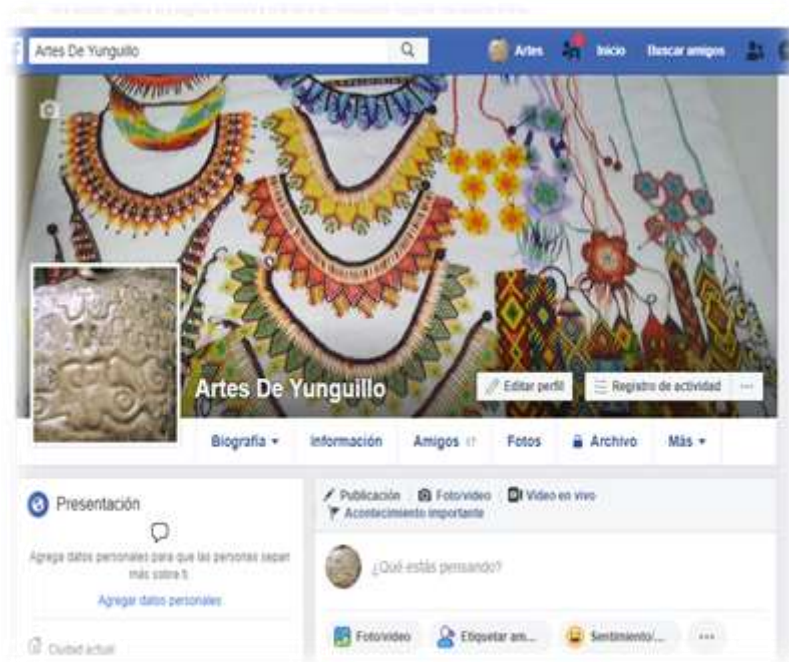 Artes De Yunguillo
Artes Inicio Buscar amigos
Artes De Yunguillo
Editar perfil Registro de actividad ...
Biografía Información Amigos 17 Fotos Archivo Más
Presentación
Agrega datos personales para que las personas sepan
más sobre ti.
Agregar datos personales
Ciudad actual
Publicación Foto/video Video en vivo
Acontecimiento importante
¿Qué estás pensando?
Foto/video Etiquetar am... Sentimiento/... ...